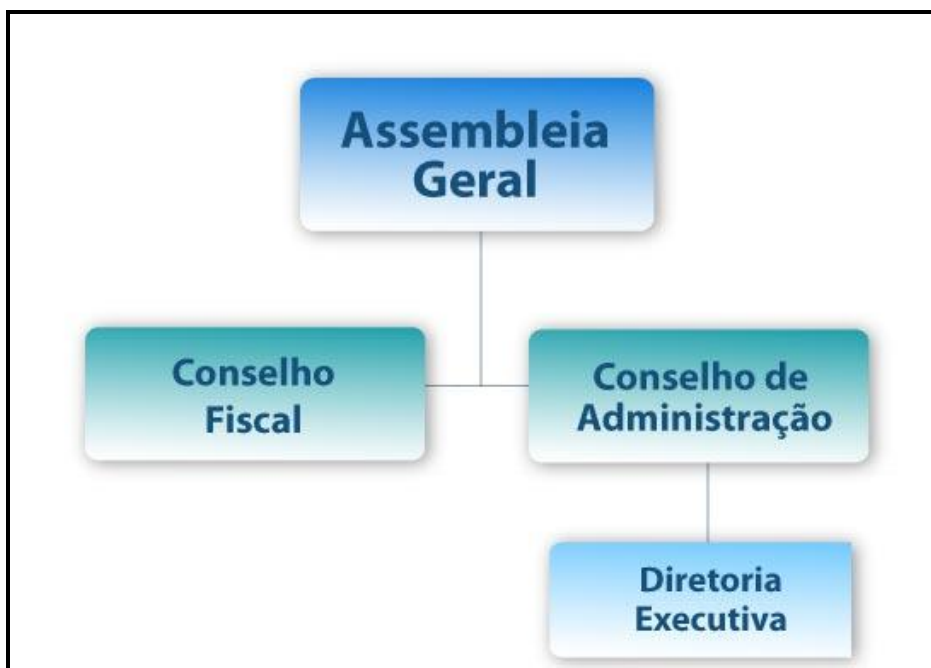 Assembleia
Geral
Conselho
Fiscal
Conselho de
Administração
Diretoria
Executiva